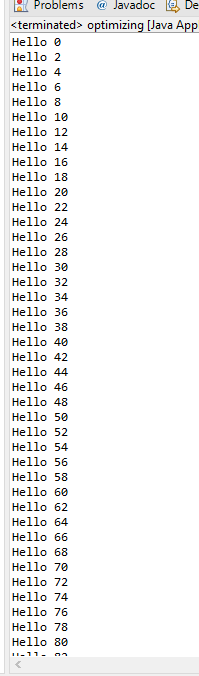 Problems @ Javadoc De
<terminated> optimizing [Java Appl
Hello 0
Hello 2
Hello 4
Hello 6
Hello 8
Hello 10
Hello 12
Hello 14
Hello 16
Hello 18
Hello 20
Hello 22
Hello 24
Hello 26
Hello 28
Hello 30
Hello 32
Hello 34
Hello 36
Hello 38
Hello 40
Hello 42
Hello 44
Hello 46
Hello 48
Hello 50
Hello 52
Hello 54
Hello 56
Hello 58
Hello 60
Hello 62
Hello 64
Hello 66
Hello 68
Hello 70
Hello 72
Hello 74
Hello 76
Hello 78
Hello 80
Hello 82